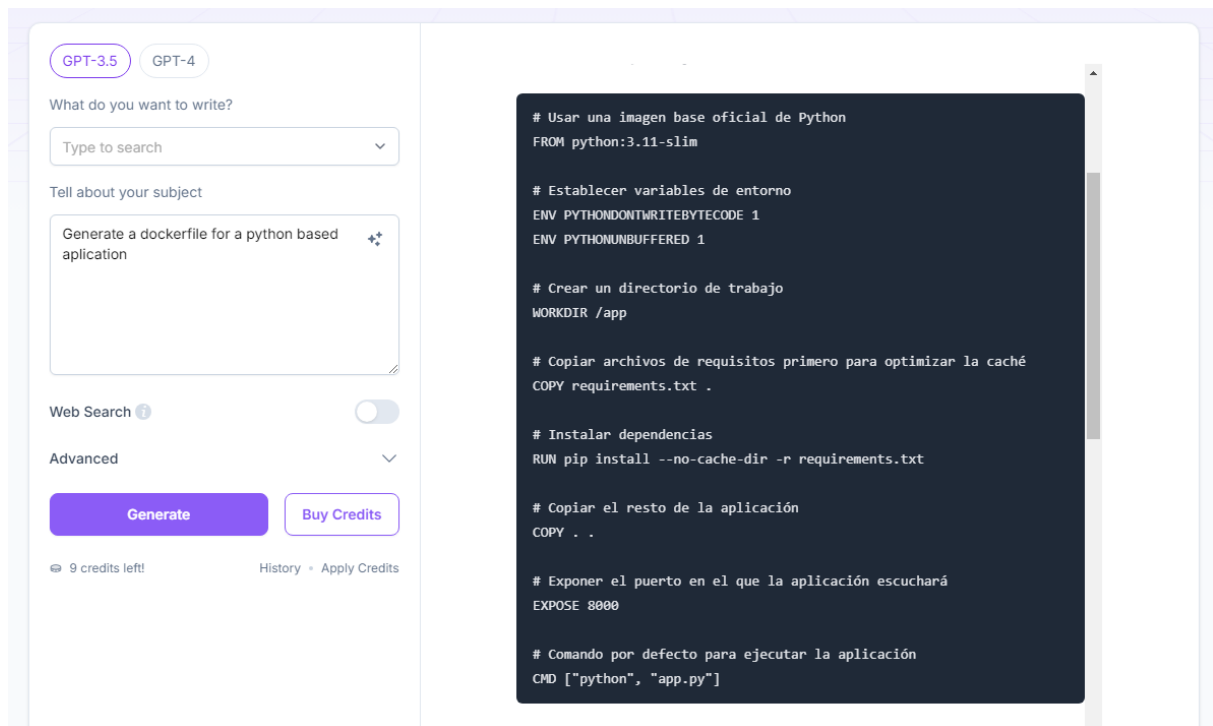 GPT-3.5
GPT-4
What do you want to write?
Type to search
Tell about your subject
Generate a dockerfile for a python based
aplication
Web Search
Advanced
Generate
Buy Credits
9 credits left!
History • Apply Credits
# Usar una imagen base oficial de Python
FROM python:3.11-slim
# Establecer variables de entorno
ENV PYTHONDONTWRITEBYTECODE 1
ENV PYTHONUNBUFFERED 1
# Crear un directorio de trabajo
WORKDIR /app
# Copiar archivos de requisitos primero para optimizar la caché
COPY requirements.txt .
# Instalar dependencias
RUN pip install --no-cache-dir -r requirements.txt
# Copiar el resto de la aplicación
COPY . .
# Exponer el puerto en el que la aplicación escuchará
EXPOSE 8000
# Comando por defecto para ejecutar la aplicación
CMD ["python", "app.py"]